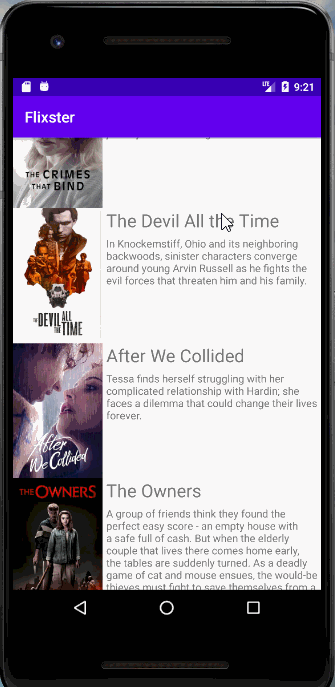 LTE 9:21
Flixster
THE CRIMES
THAT BIND
The Devil All the Time
In Knockemstiff, Ohio and its neighboring
backwoods, sinister characters converge
around young Arvin Russell as he fights the
evil forces that threaten him and his family.
THE DEVIL ALL THE TIME
After We Collided
Tessa finds herself struggling with her
complicated relationship with Hardin; she
faces a dilemma that could change their lives
forever.
After
We Collided
THE OWNERS
The Owners
A group of friends think they found the
perfect easy score - an empty house with
a safe full of cash. But when the elderly
couple that lives there comes home early,
the tables are suddenly turned. As a deadly
game of cat and mouse ensues, the would-be
thieves must fight to save themselves from a